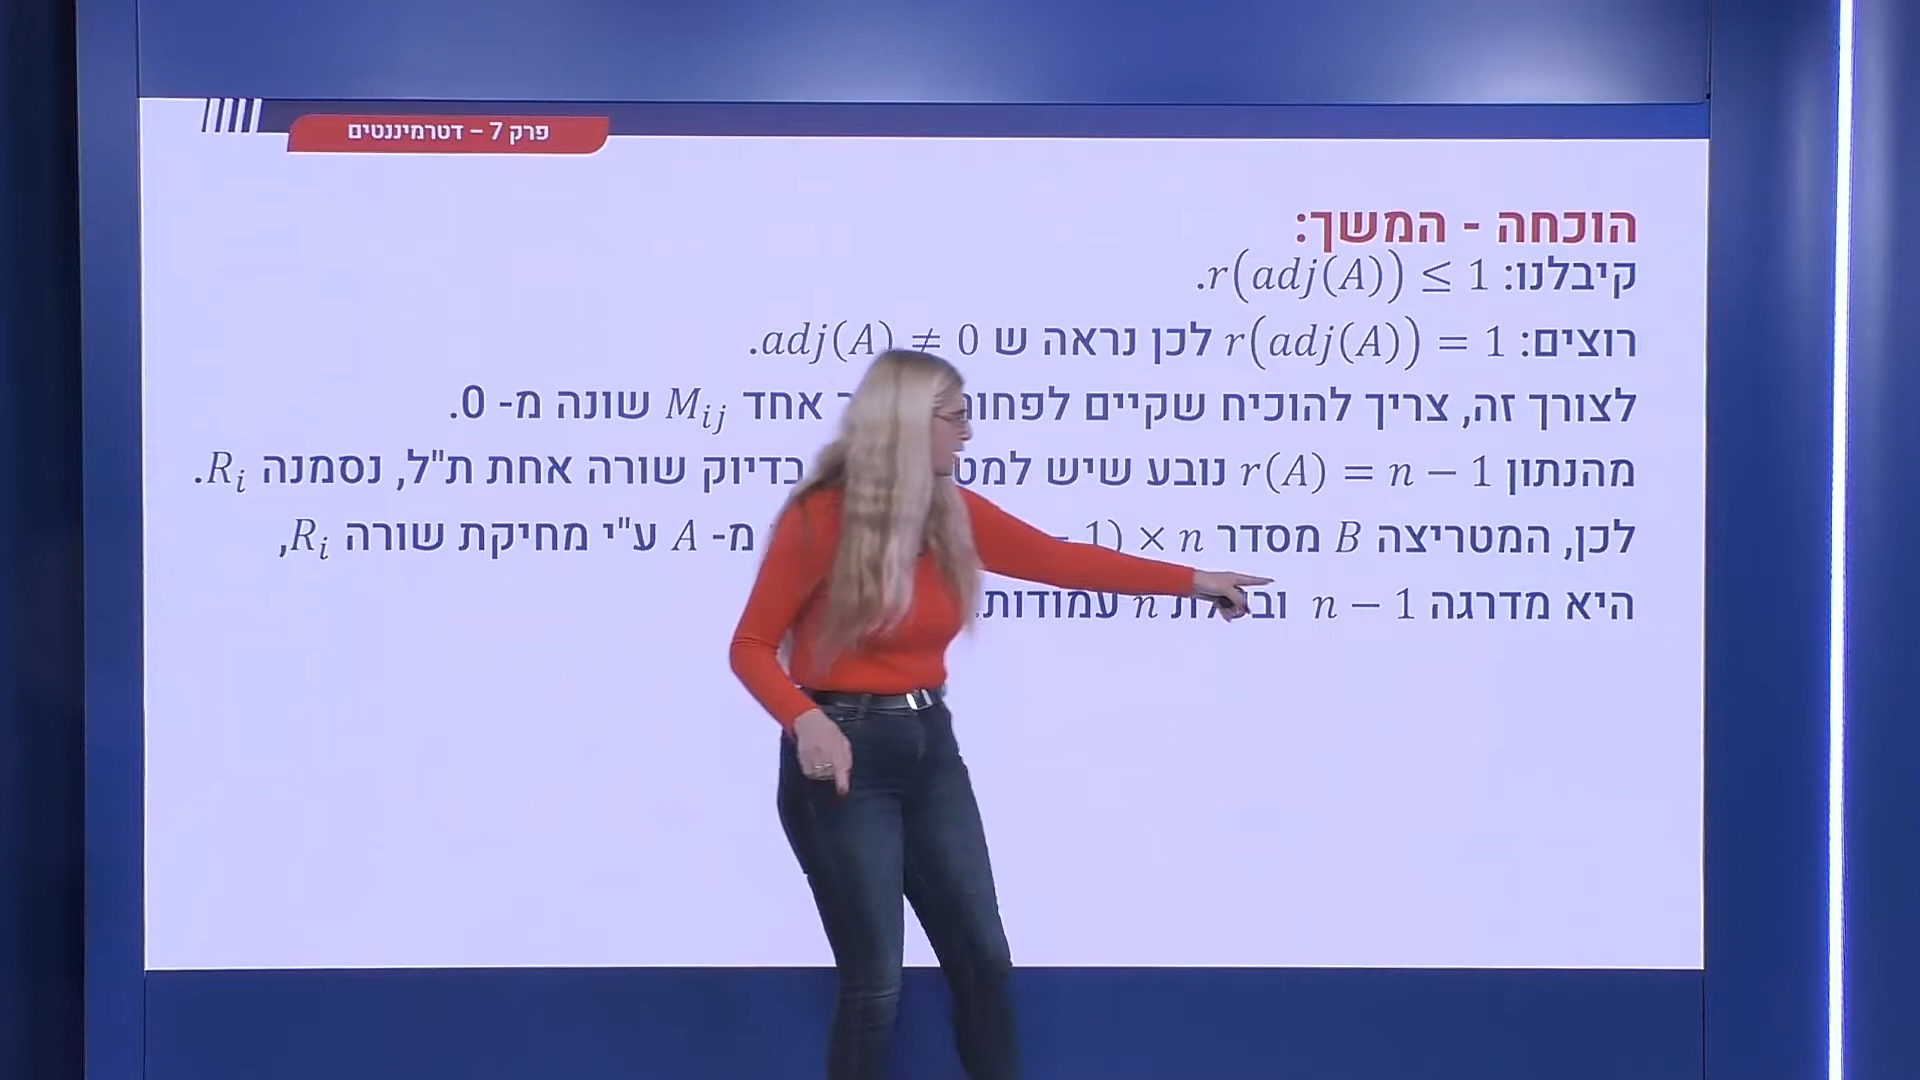 פרק 7 – דטרמיננטים
הוכחה - המשך:
קיבלנו: r(adj(A)) ≤ 1.
רוצים: r(adj(A)) = 1 לכן נראה ש adj(A) ≠ 0.
לצורך זה, צריך להוכיח שקיים לפחות אחד M_ij שונה מ- 0.
מהנתון r(A) = n − 1 נובע שיש בדיוק שורה אחת ת"ל, נסמנה R_i.
לכן, המטריצה B מסדר − 1) × n מ- A ע"י מחיקת שורה R_i,
היא מדרגה n − 1 n עמודות.